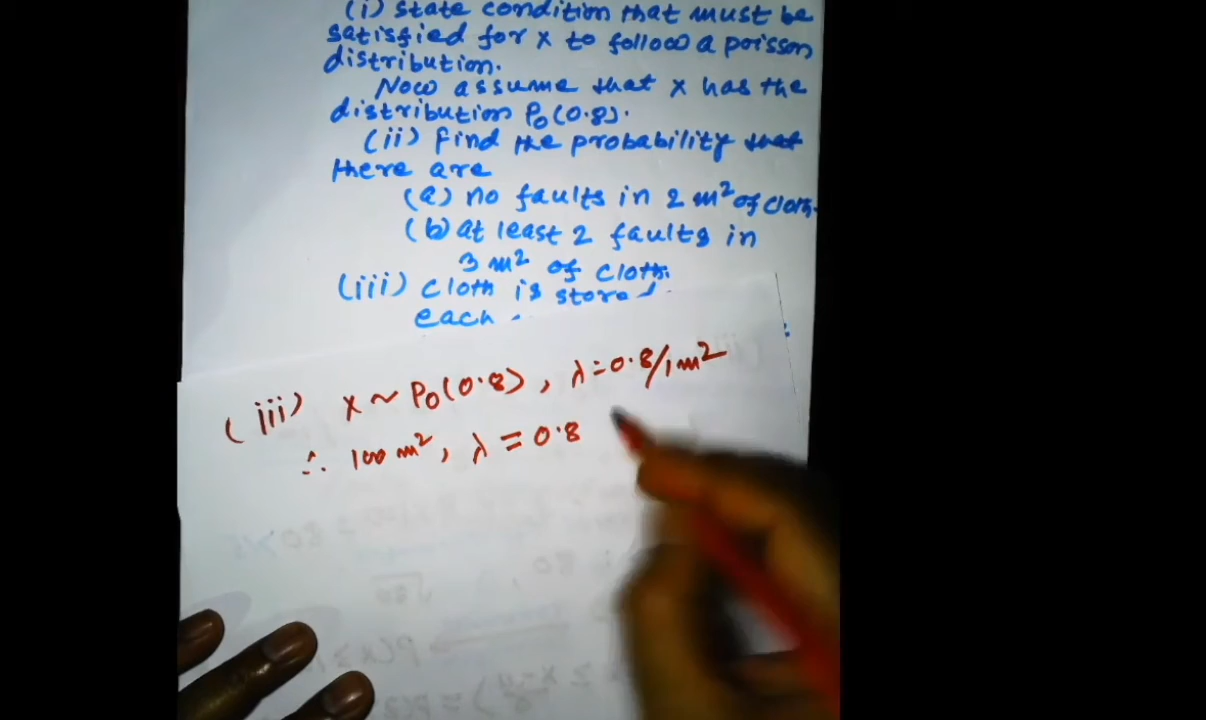 (i) state condition that must be
satisfied for x to follow a poisson
distribution.
Now assume that x has the
distribution Po(0.8).
(ii) Find the probability that
there are
(a) no faults in 2 m² of cloth.
(b) at least 2 faults in
3 m² of cloth.
(iii) cloth is stored
each
(iii) x ~ Po(0.8), λ = 0.8/1m²
∴ 100 m², λ = 0.8